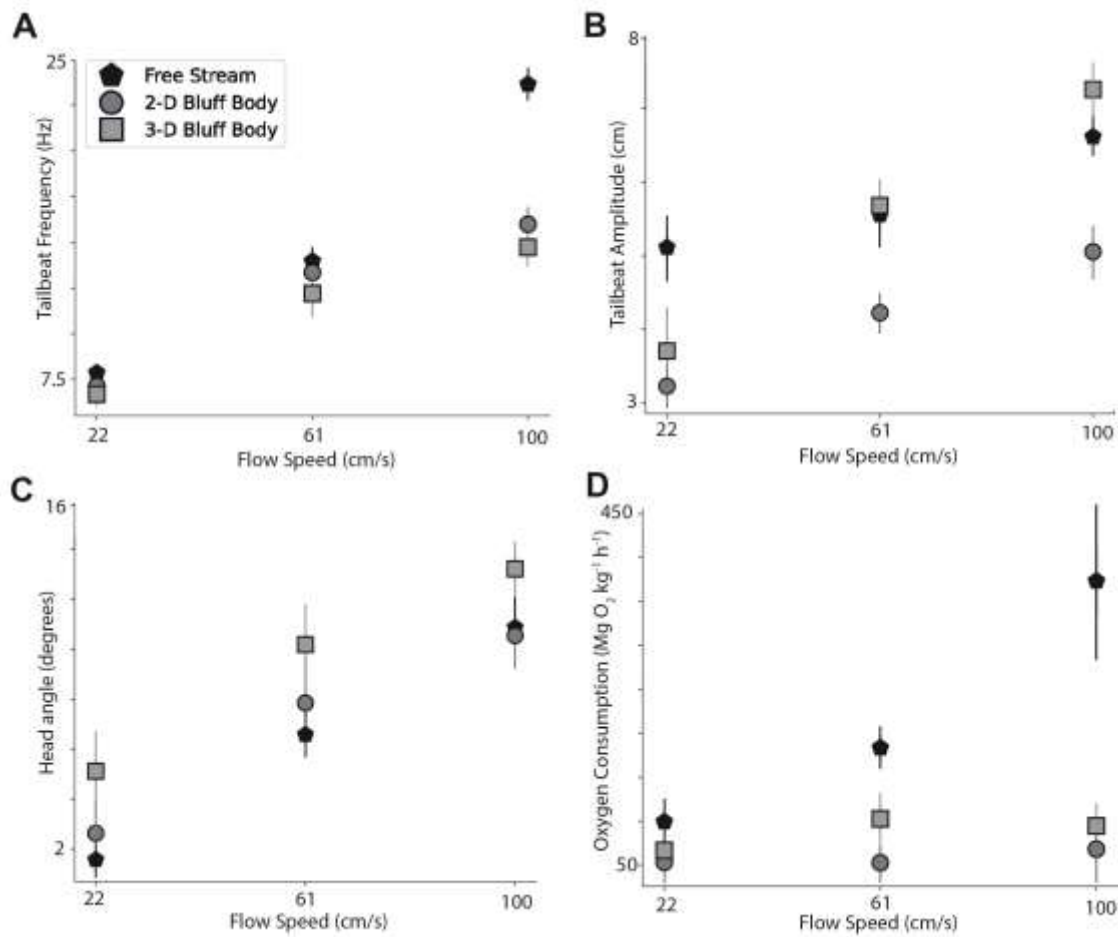 A
25
Free Stream
2-D Bluff Body
3-D Bluff Body
Tailbeat Frequency (Hz)
7.5
22
61
100
Flow Speed (cm/s)
B
8
Tailbeat Amplitude (cm)
3
22
61
100
Flow Speed (cm/s)
C
16
Head angle (degrees)
2
22
61
100
Flow Speed (cm/s)
D
450
Oxygen Consumption (Mg O₂ kg⁻¹ h⁻¹)
50
22
61
100
Flow Speed (cm/s)